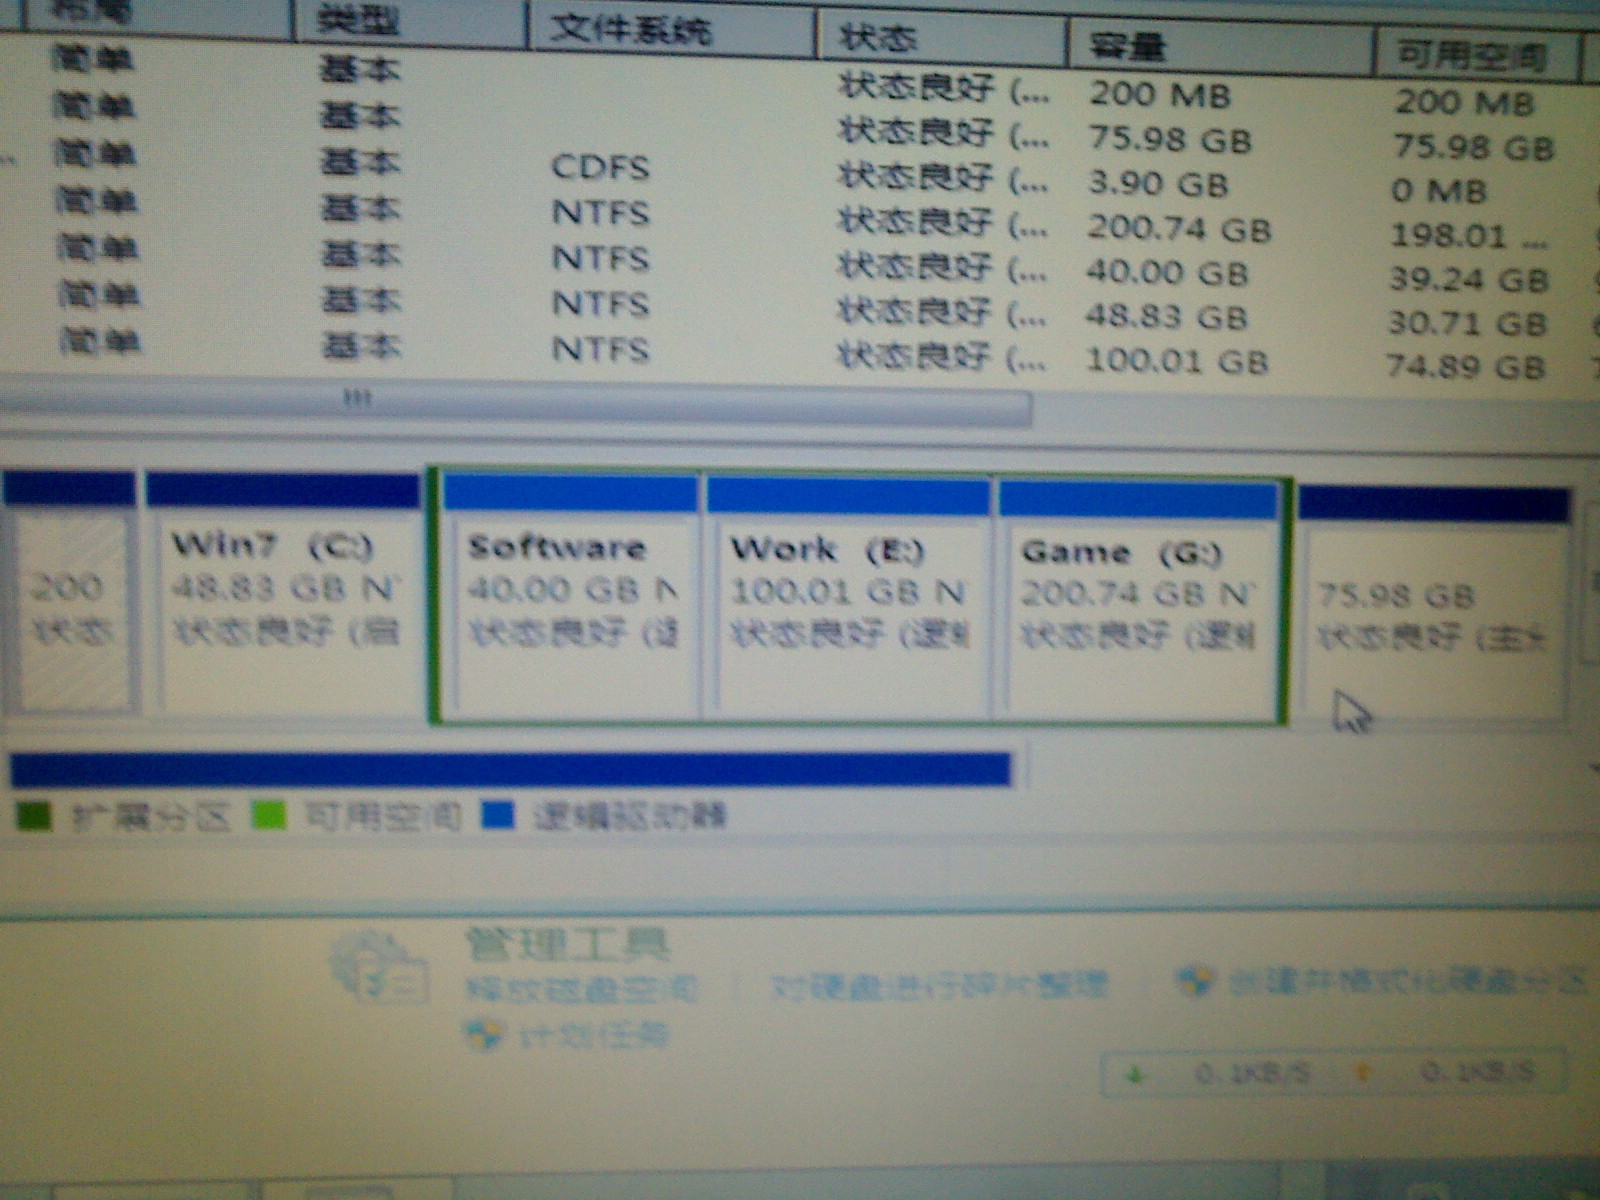 布局 类型 文件系统 状态 容量 可用空间
简单 基本 状态良好 (... 200 MB 200 MB
简单 基本 状态良好 (... 75.98 GB 75.98 GB
.. 简单 基本 CDFS 状态良好 (... 3.90 GB 0 MB
简单 基本 NTFS 状态良好 (... 200.74 GB 198.01 ...
简单 基本 NTFS 状态良好 (... 40.00 GB 39.24 GB
简单 基本 NTFS 状态良好 (... 48.83 GB 30.71 GB
简单 基本 NTFS 状态良好 (... 100.01 GB 74.89 GB
Win7 (C:) Software Work (E:) Game (G:)
200 48.83 GB N 40.00 GB N 100.01 GB N 200.74 GB N 75.98 GB
状态 状态良好 (启 状态良好 (逻 状态良好 (逻辑 状态良好 (逻辑 状态良好 (主
扩展分区 可用空间 逻辑驱动器
管理工具
释放磁盘空间 对硬盘进行碎片整理 创建并格式化硬盘分区
计划任务
0.1KB/S 0.1KB/S